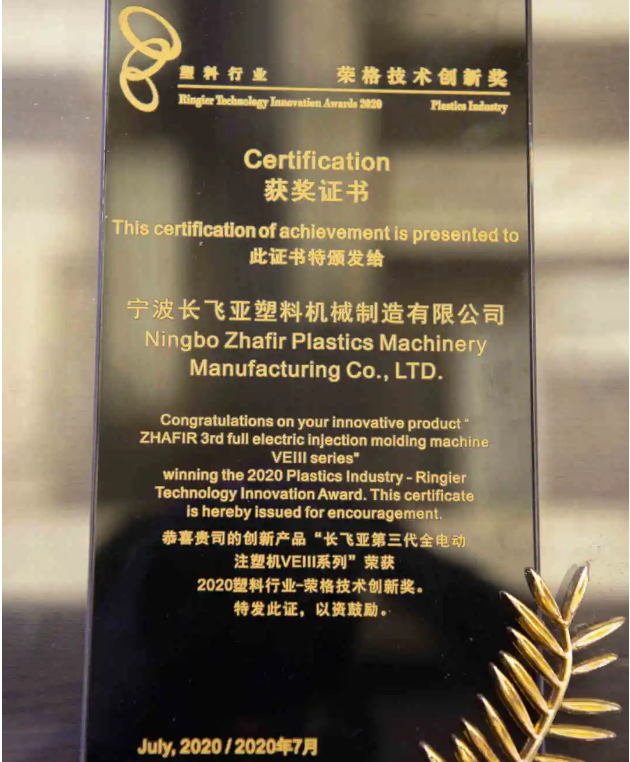 塑料行业 荣格技术创新奖
Ringier Technology Innovation Awards 2020 Plastics Industry
Certification
获奖证书
This certification of achievement is presented to
此证书特颁发给
宁波长飞亚塑料机械制造有限公司
Ningbo Zhafir Plastics Machinery
Manufacturing Co., LTD.
Congratulations on your innovative product “
ZHAFIR 3rd full electric injection molding machine
VEIII series"
winning the 2020 Plastics Industry - Ringier
Technology Innovation Award. This certificate
is hereby issued for encouragement.
恭喜贵司的创新产品“长飞亚第三代全电动
注塑机VEIII系列”荣获
2020塑料行业-荣格技术创新奖。
特发此证，以资鼓励。
July, 2020 / 2020年7月